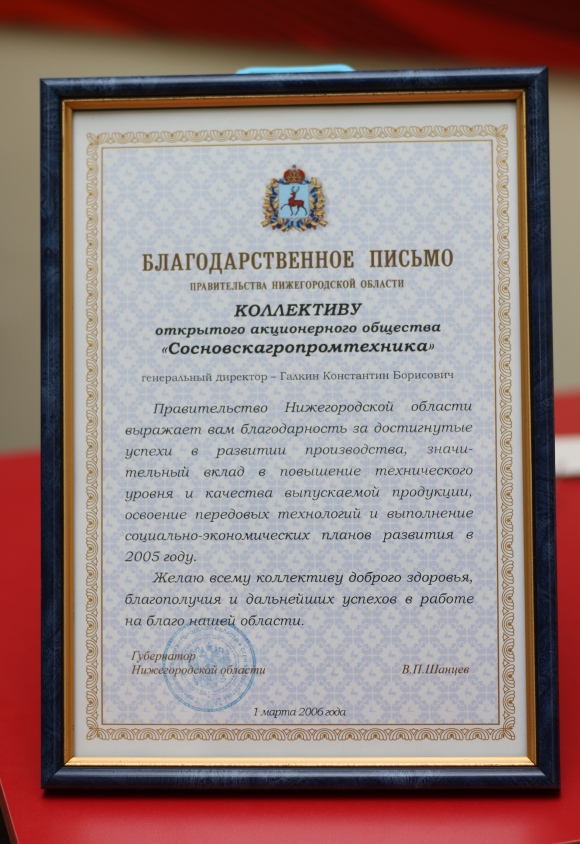 БЛАГОДАРСТВЕННОЕ ПИСЬМО
ПРАВИТЕЛЬСТВА НИЖЕГОРОДСКОЙ ОБЛАСТИ
КОЛЛЕКТИВУ
открытого акционерного общества
«Сосновскагропромтехника»
генеральный директор – Галкин Константин Борисович
Правительство Нижегородской области
выражает вам благодарность за достигнутые
успехи в развитии производства, значи-
тельный вклад в повышение технического
уровня и качества выпускаемой продукции,
освоение передовых технологий и выполнение
социально-экономических планов развития в
2005 году.
Желаю всему коллективу доброго здоровья,
благополучия и дальнейших успехов в работе
на благо нашей области.
Губернатор
Нижегородской области В.П.Шанцев
1 марта 2006 года